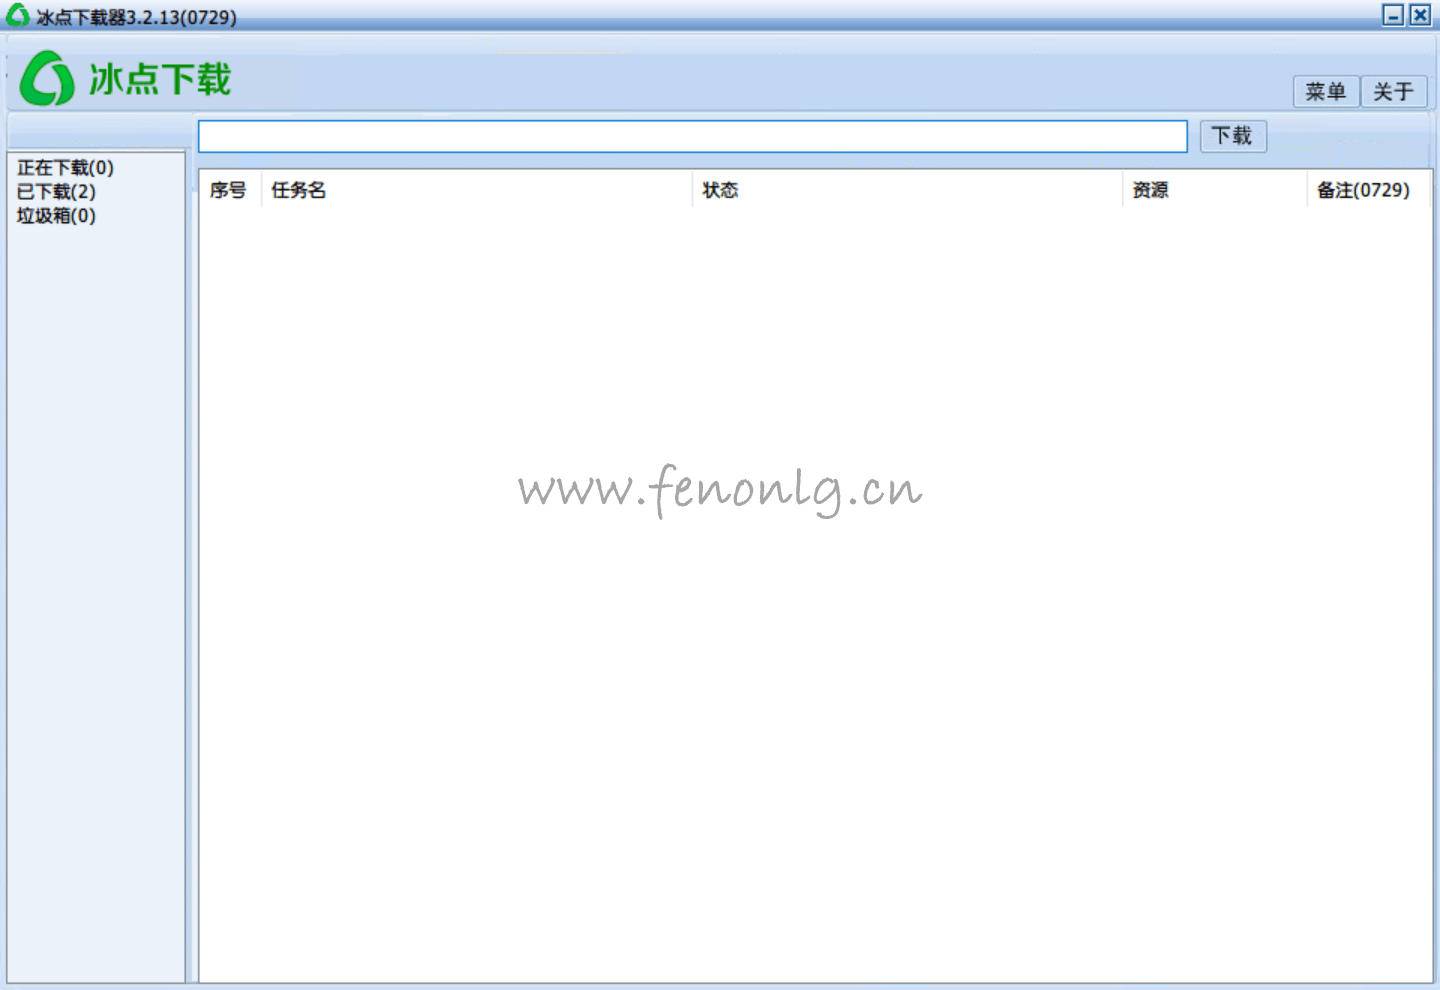 冰点下载器3.2.13(0729)
冰点下载
菜单 关于
下载
正在下载(0)
已下载(2)
垃圾箱(0)
序号 任务名 状态 资源 备注(0729)
www.fenonlg.cn